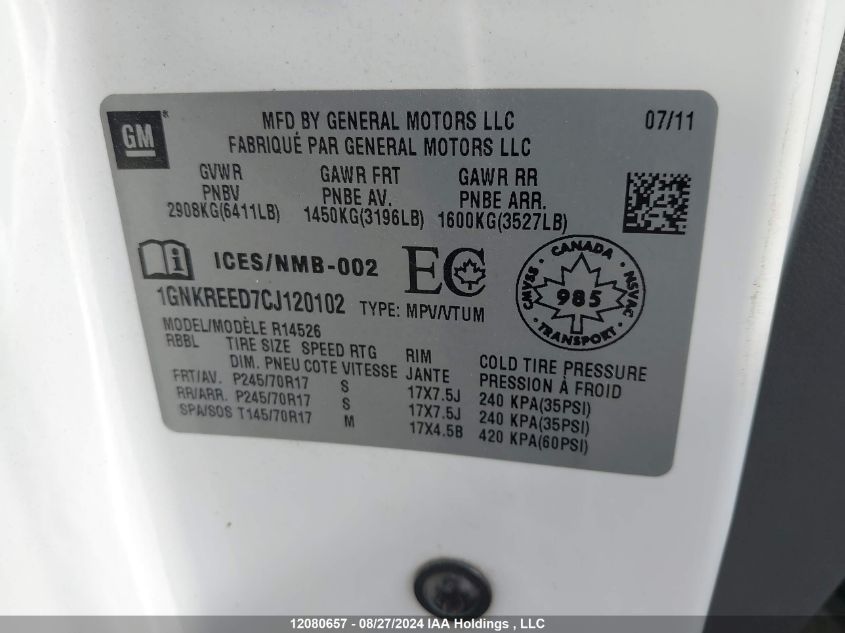 GM
MFD BY GENERAL MOTORS LLC 07/11
FABRIQUÉ PAR GENERAL MOTORS LLC
GVWR GAWR FRT GAWR RR
PNBV PNBE AV. PNBE ARR.
2908KG(6411LB) 1450KG(3196LB) 1600KG(3527LB)
ICES/NMB-002 EC
CANADA
CMVSS 985 NSVAC
TRANSPORT
1GNKREED7CJ120102 TYPE: MPV/VTUM
MODEL/MODÈLE R14526
RBBL TIRE SIZE SPEED RTG RIM COLD TIRE PRESSURE
DIM. PNEU COTE VITESSE JANTE PRESSION À FROID
FRT/AV. P245/70R17 S 17X7.5J 240 KPA(35PSI)
RR/ARR. P245/70R17 S 17X7.5J 240 KPA(35PSI)
SPA/SOS T145/70R17 M 17X4.5B 420 KPA(60PSI)
12080657 - 08/27/2024 IAA Holdings , LLC